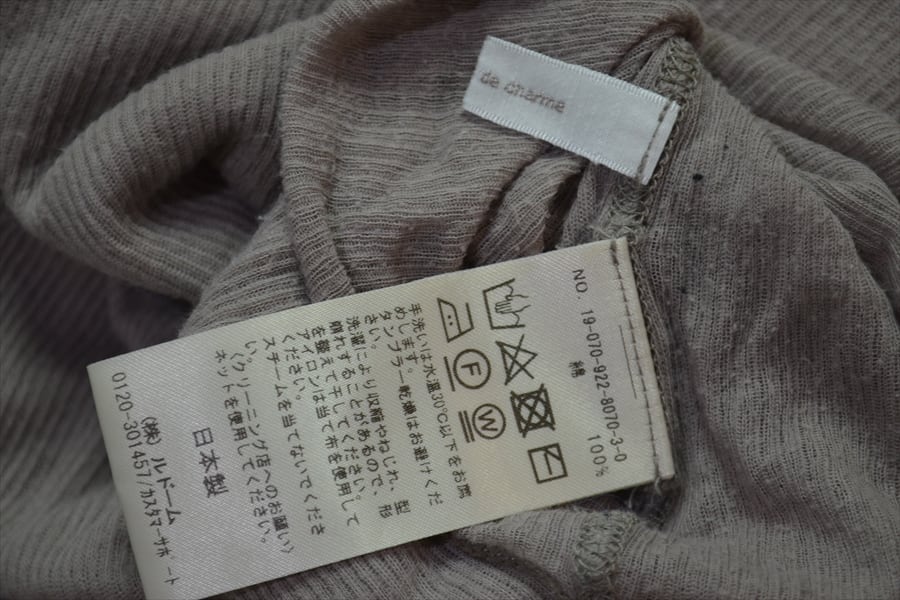 de charme
NO. 19-070-922-8070-3-0
綿 100%
F
W
手洗いは水温30℃以下をお薦
めします。
タンブラー乾燥はお避けくだ
さい。
洗濯により収縮やねじれ、型
崩れすることがあるので、形
を整えて干してください。
アイロンは当て布を使用して
ください。
スチームを当てないでくださ
い。
〈クリーニング店へのお願い〉
ネットを使用してください。
日本製
(株)ルドーム
0120-301457/カスタマーサポート